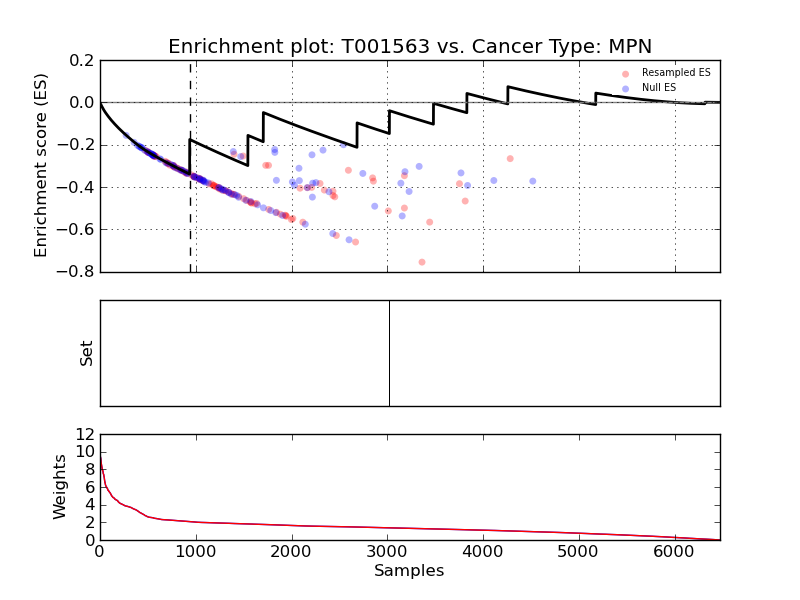 Enrichment plot: T001563 vs. Cancer Type: MPN
Enrichment score (ES)
0.2
0.0
−0.2
−0.4
−0.6
−0.8
Resampled ES
Null ES
Set
Weights
12
10
8
6
4
2
0
0 1000 2000 3000 4000 5000 6000
Samples